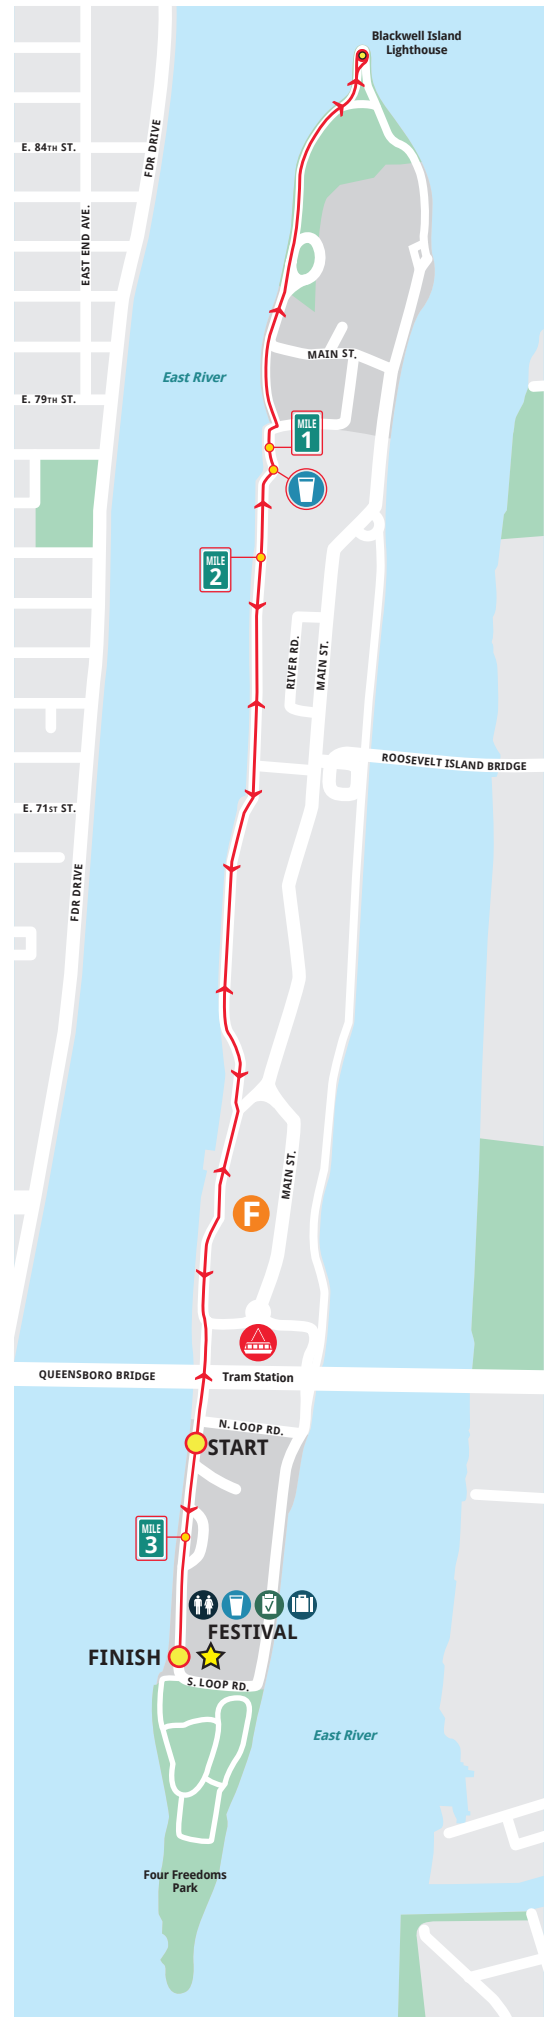 Blackwell Island
Lighthouse
E. 84TH ST.
FDR DRIVE
EAST END AVE.
MAIN ST.
East River
E. 79TH ST.
MILE
1
MILE
2
RIVER RD.
MAIN ST.
ROOSEVELT ISLAND BRIDGE
E. 71ST ST.
FDR DRIVE
MAIN ST.
F
QUEENSBORO BRIDGE
Tram Station
N. LOOP RD.
START
MILE
3
FESTIVAL
FINISH
S. LOOP RD.
East River
Four Freedoms
Park